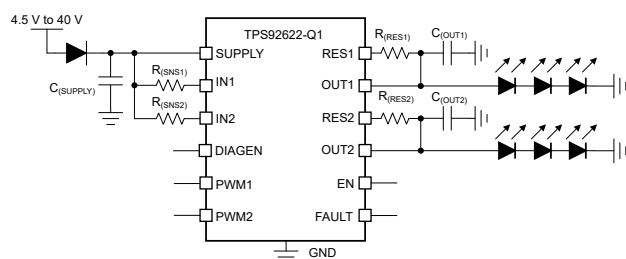 4.5 V to 40 V
TPS92622-Q1
C(SUPPLY)
R(SNS1)
R(SNS2)
SUPPLY
IN1
IN2
DIAGEN
PWM1
PWM2
RES1
OUT1
RES2
OUT2
EN
FAULT
R(RES1)
C(OUT1)
R(RES2)
C(OUT2)
GND